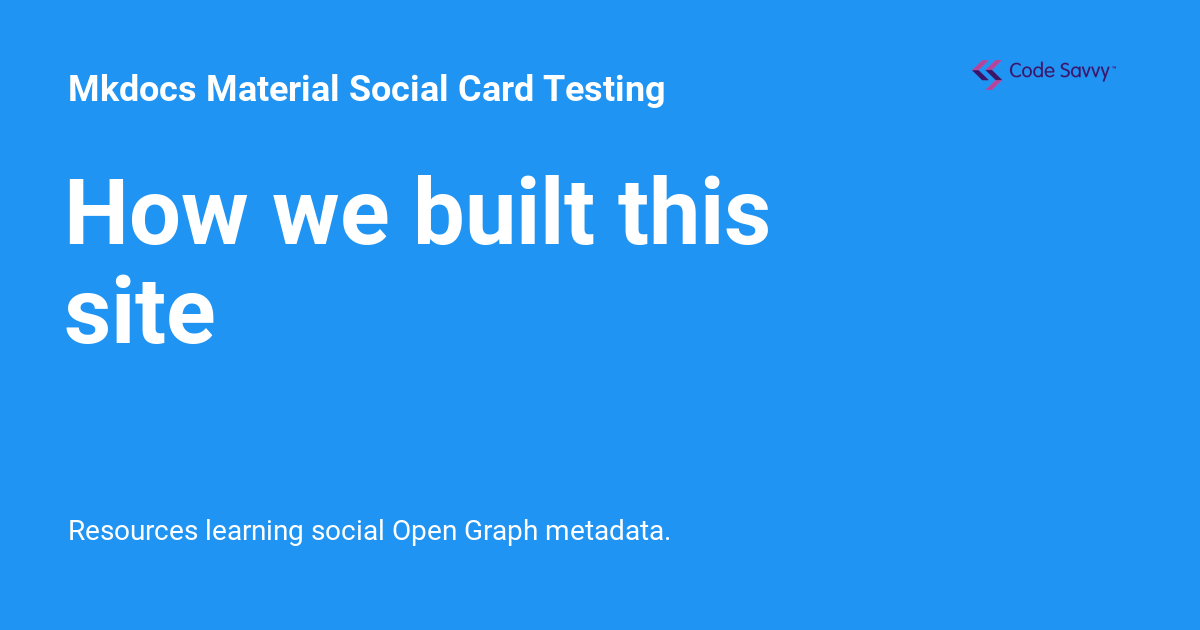 Mkdocs Material Social Card Testing
Code Savvy™
How we built this
site
Resources learning social Open Graph metadata.